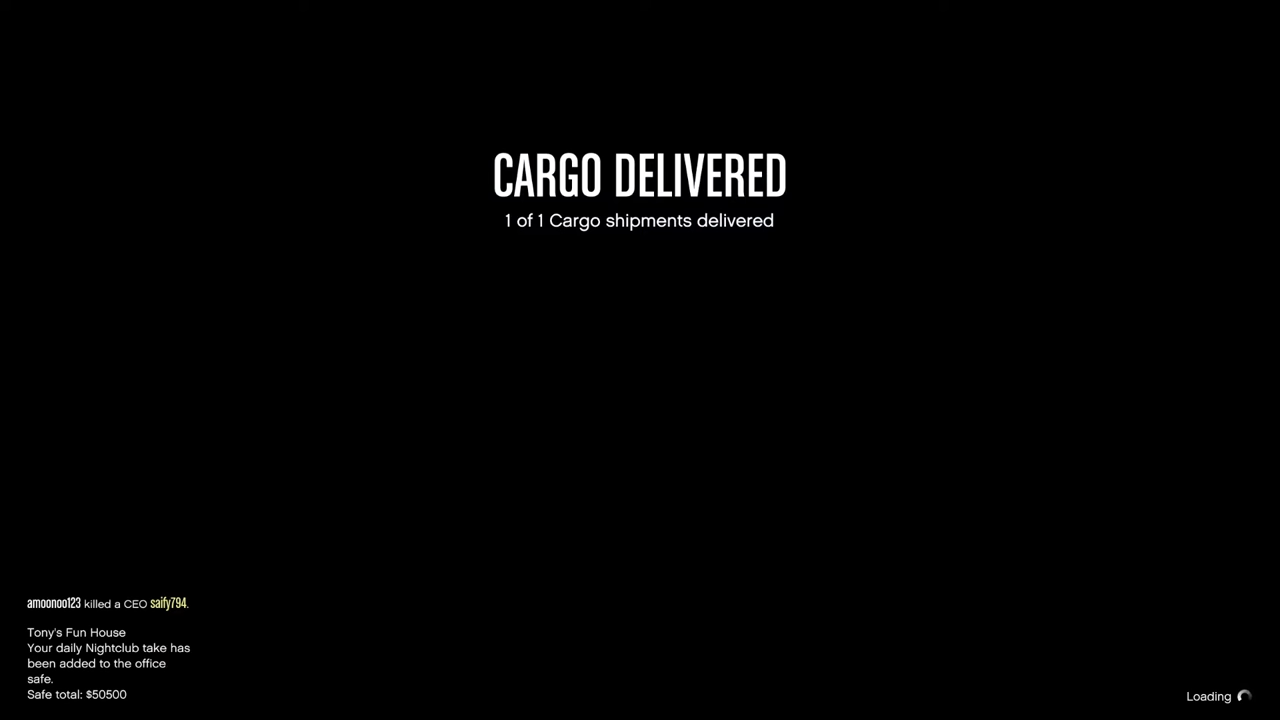 CARGO DELIVERED
1 of 1 Cargo shipments delivered
amoonoo123 killed a CEO saify794.
Tony's Fun House
Your daily Nightclub take has
been added to the office
safe.
Safe total: $50500
Loading